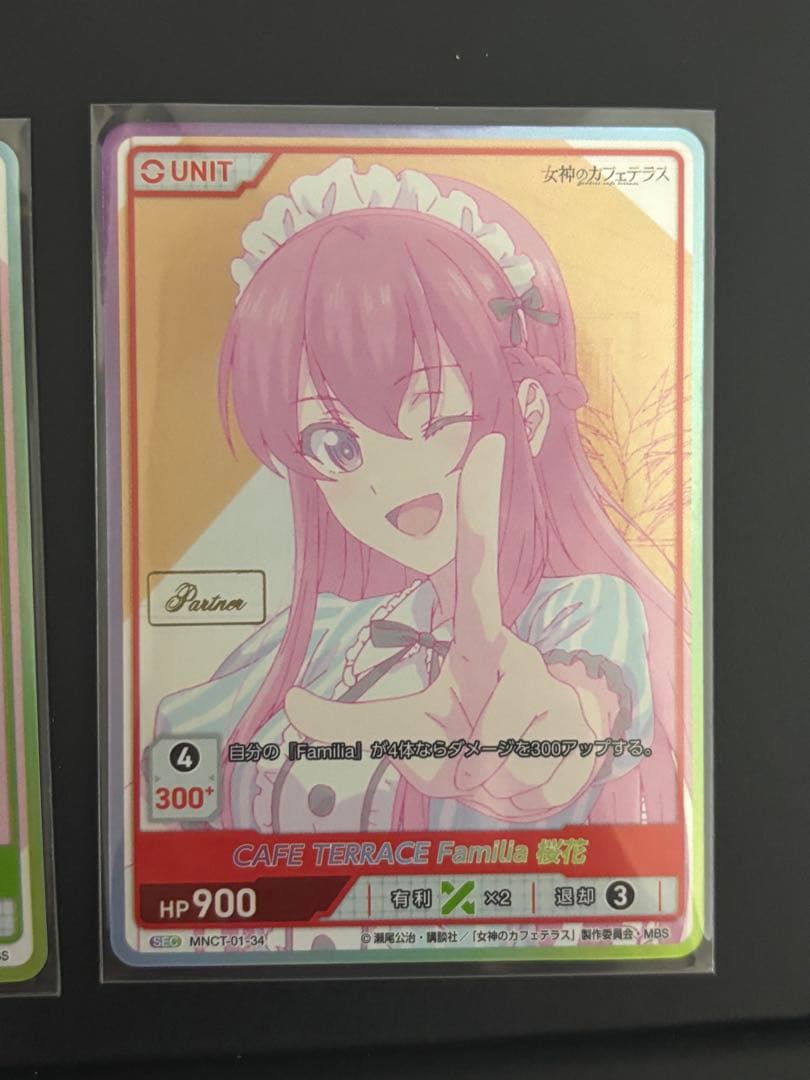 UNIT
女神のカフェテラス
Partner
4
自分の『Familia』が4体ならダメージを300アップする。
300+
CAFE TERRACE Familia 桜花
HP 900
有利 ×2
退却 3
SEC MNCT-01-34
© 瀬尾公治・講談社／「女神のカフェテラス」製作委員会・MBS